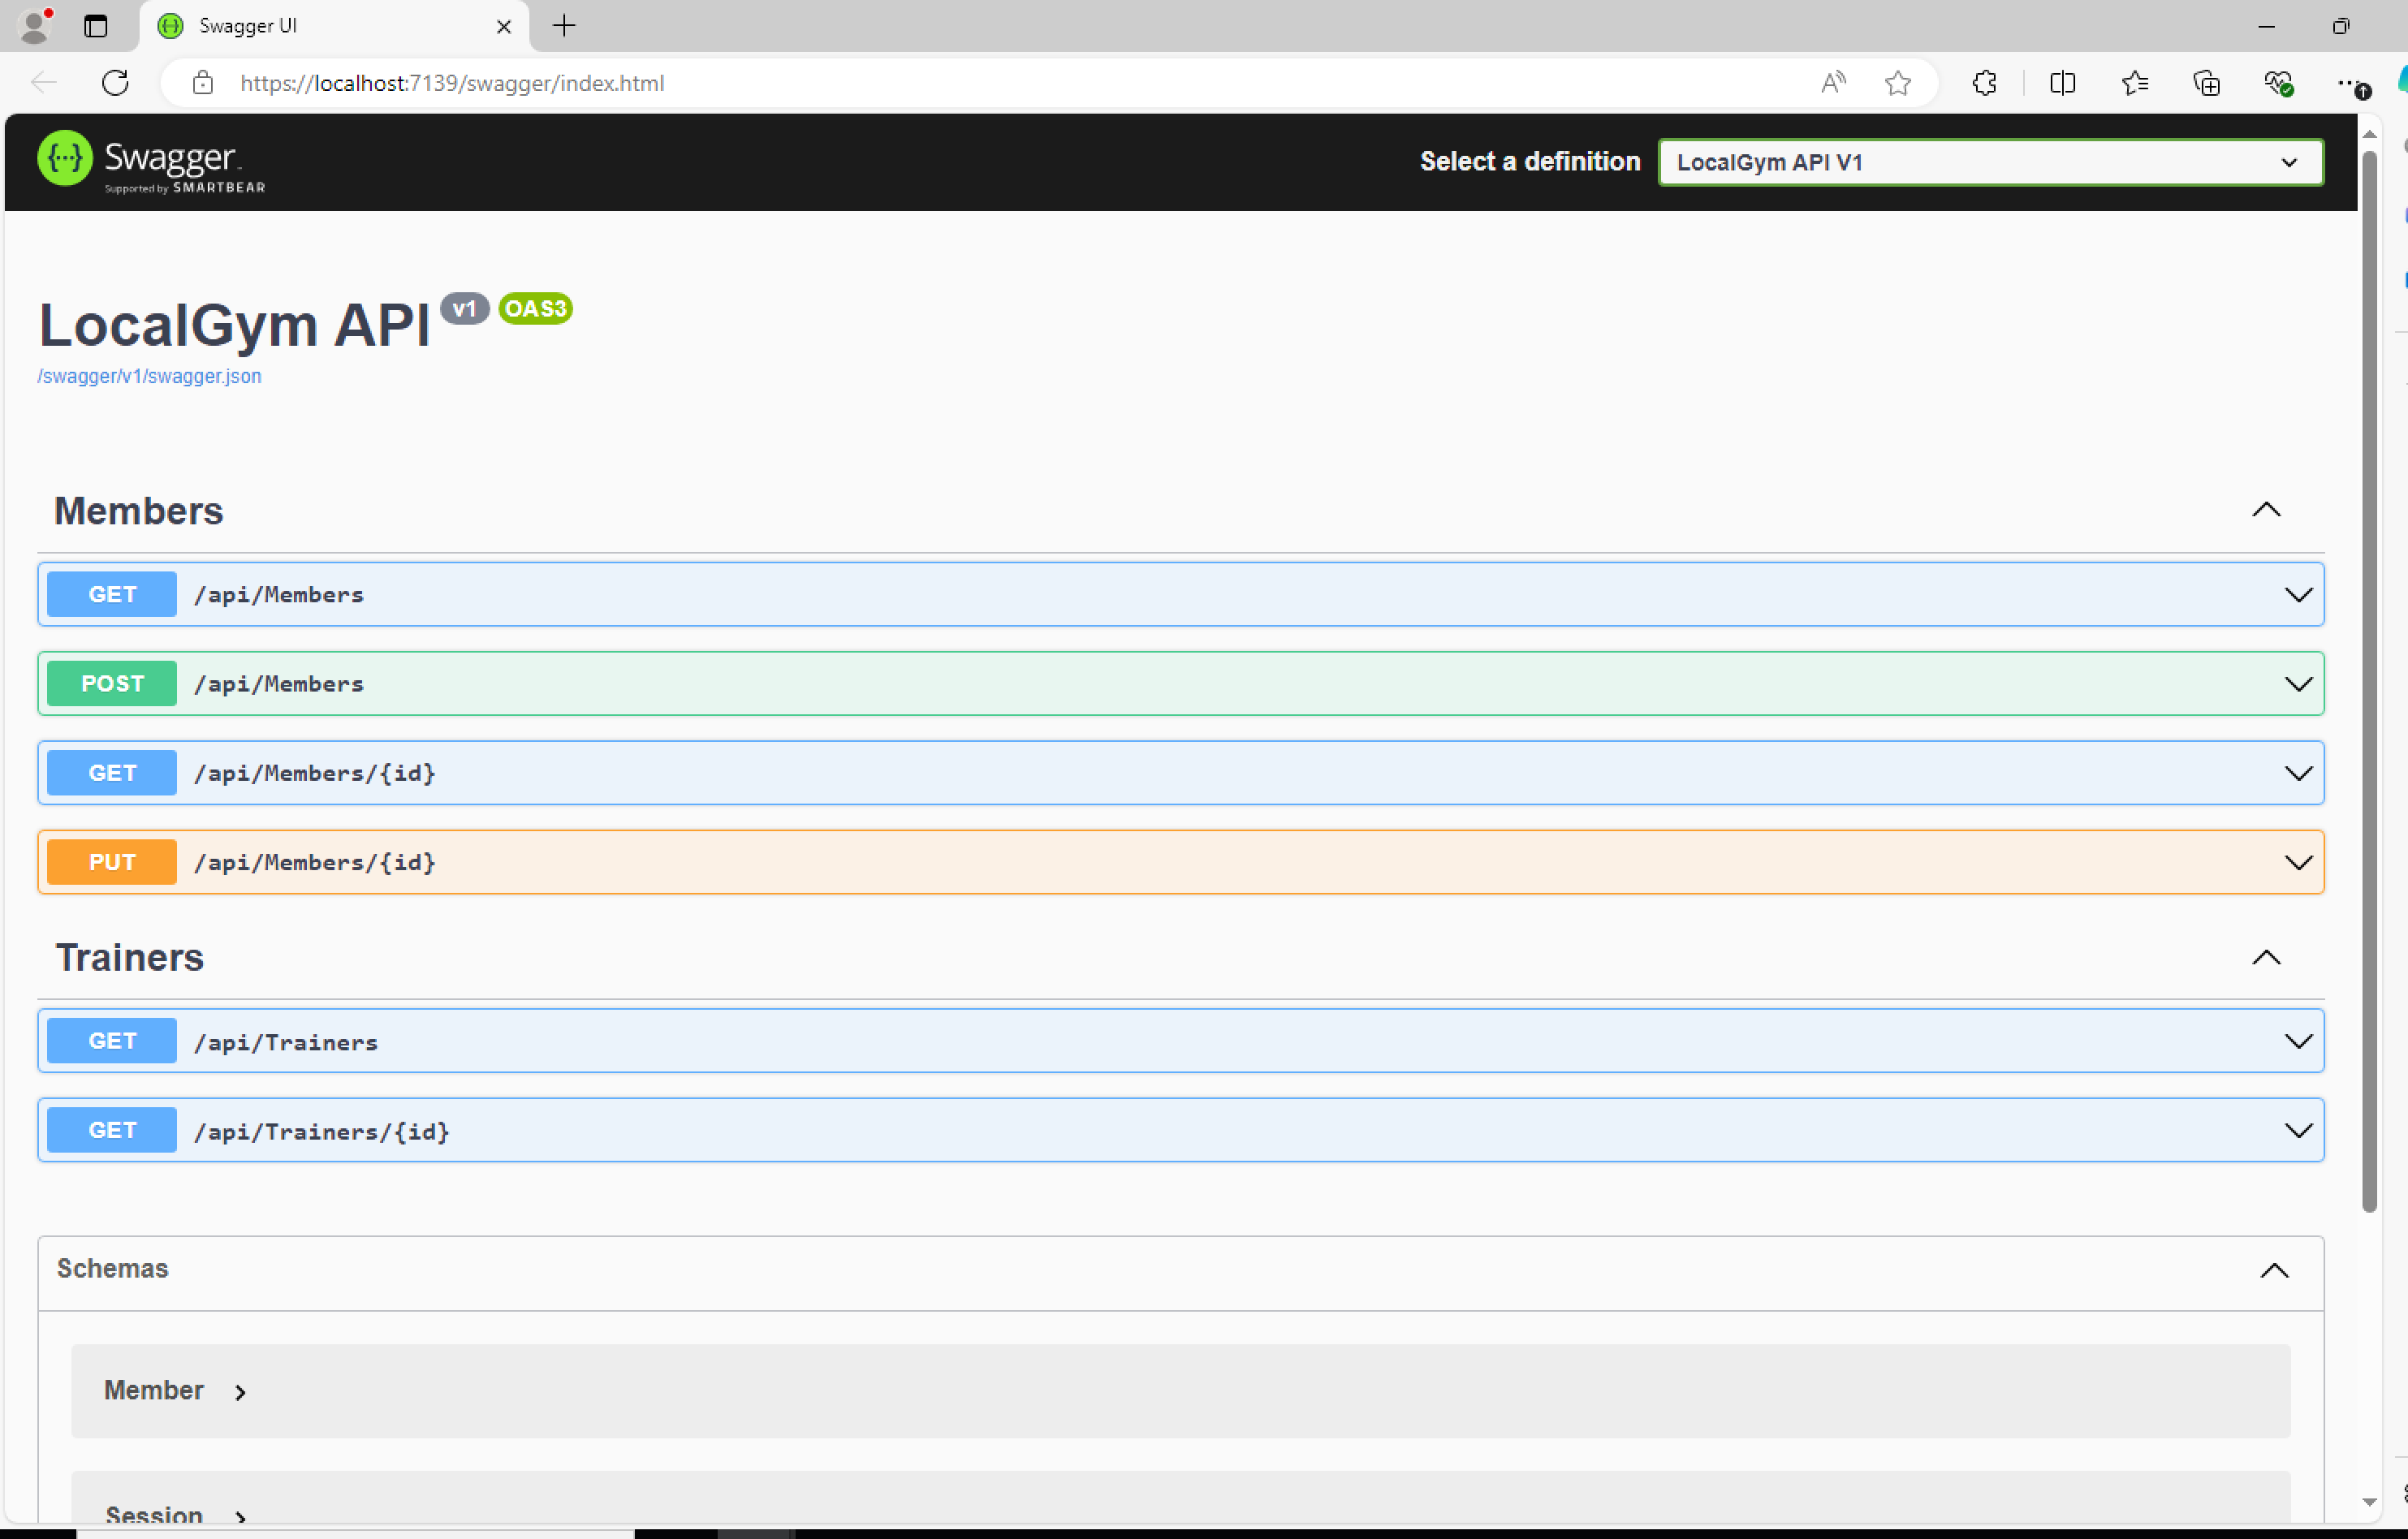 Swagger UI
https://localhost:7139/swagger/index.html
Swagger
Supported by SMARTBEAR
Select a definition
LocalGym API V1
LocalGym API v1 OAS3
/swagger/v1/swagger.json
Members
GET /api/Members
POST /api/Members
GET /api/Members/{id}
PUT /api/Members/{id}
Trainers
GET /api/Trainers
GET /api/Trainers/{id}
Schemas
Member
Session